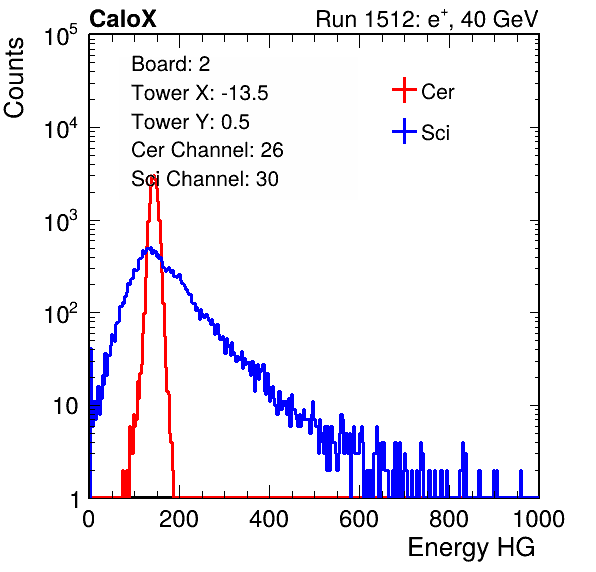 CaloX Run 1512: e⁺, 40 GeV
Counts
Board: 2
Tower X: -13.5
Tower Y: 0.5
Cer Channel: 26
Sci Channel: 30
Cer
Sci
10⁵
10⁴
10³
10²
10
1
0 200 400 600 800 1000
Energy HG